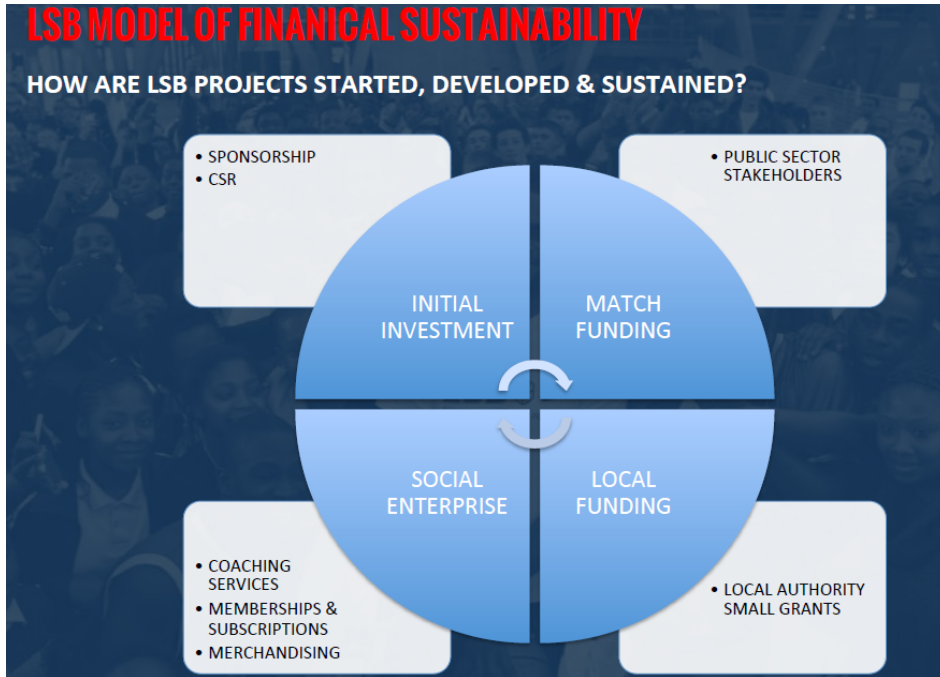 LSB MODEL OF FINANICAL SUSTAINABILITY
HOW ARE LSB PROJECTS STARTED, DEVELOPED & SUSTAINED?
• SPONSORSHIP
• CSR
• PUBLIC SECTOR
STAKEHOLDERS
INITIAL
INVESTMENT
MATCH
FUNDING
SOCIAL
ENTERPRISE
LOCAL
FUNDING
• COACHING
SERVICES
• MEMBERSHIPS &
SUBSCRIPTIONS
• MERCHANDISING
• LOCAL AUTHORITY
SMALL GRANTS